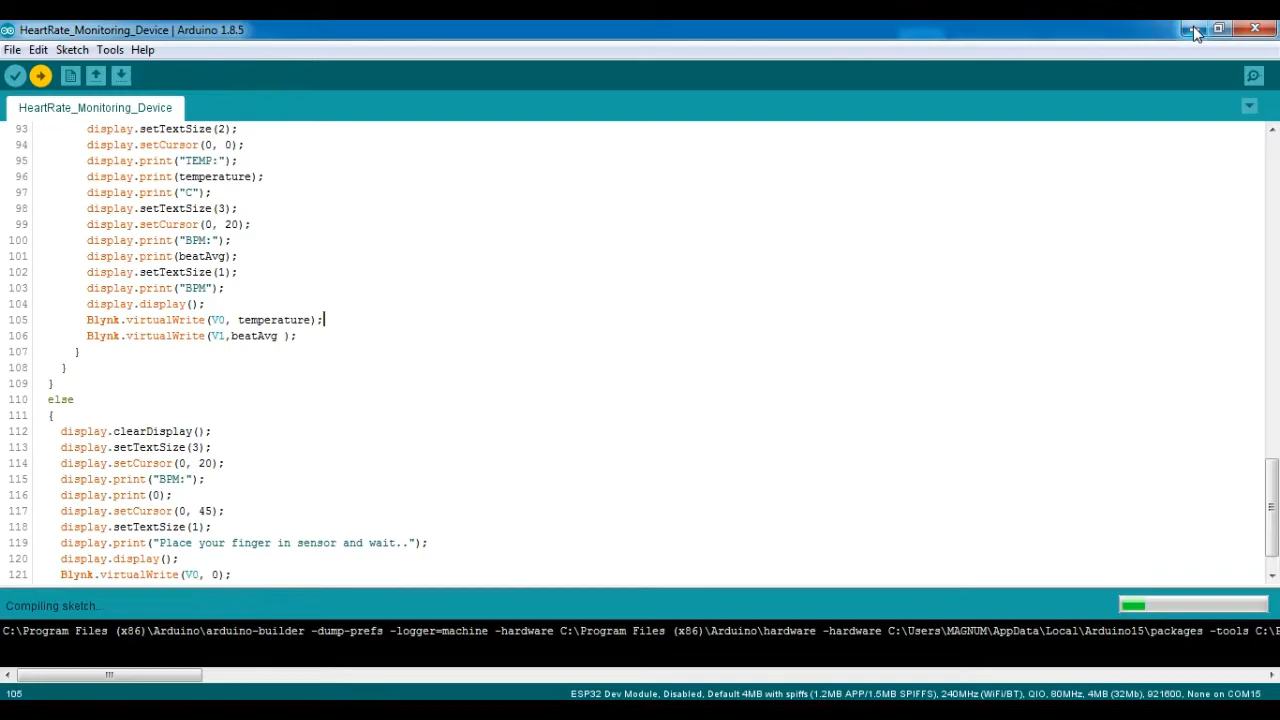 HeartRate_Monitoring_Device | Arduino 1.8.5
File Edit Sketch Tools Help
HeartRate_Monitoring_Device
93 display.setTextSize(2);
94 display.setCursor(0, 0);
95 display.print("TEMP:");
96 display.print(temperature);
97 display.print("C");
98 display.setTextSize(3);
99 display.setCursor(0, 20);
100 display.print("BPM:");
101 display.print(beatAvg);
102 display.setTextSize(1);
103 display.print("BPM");
104 display.display();
105 Blynk.virtualWrite(V0, temperature);
106 Blynk.virtualWrite(V1,beatAvg );
107 }
108 }
109 }
110 else
111 {
112 display.clearDisplay();
113 display.setTextSize(3);
114 display.setCursor(0, 20);
115 display.print("BPM:");
116 display.print(0);
117 display.setCursor(0, 45);
118 display.setTextSize(1);
119 display.print("Place your finger in sensor and wait..");
120 display.display();
121 Blynk.virtualWrite(V0, 0);
Compiling sketch...
C:\Program Files (x86)\Arduino\arduino-builder -dump-prefs -logger=machine -hardware C:\Program Files (x86)\Arduino\hardware -hardware C:\Users\MAGNUM\AppData\Local\Arduino15\packages -tools C:\P
105 ESP32 Dev Module, Disabled, Default 4MB with spiffs (1.2MB APP/1.5MB SPIFFS), 240MHz (WiFi/BT), QIO, 80MHz, 4MB (32Mb), 921600, None on COM15